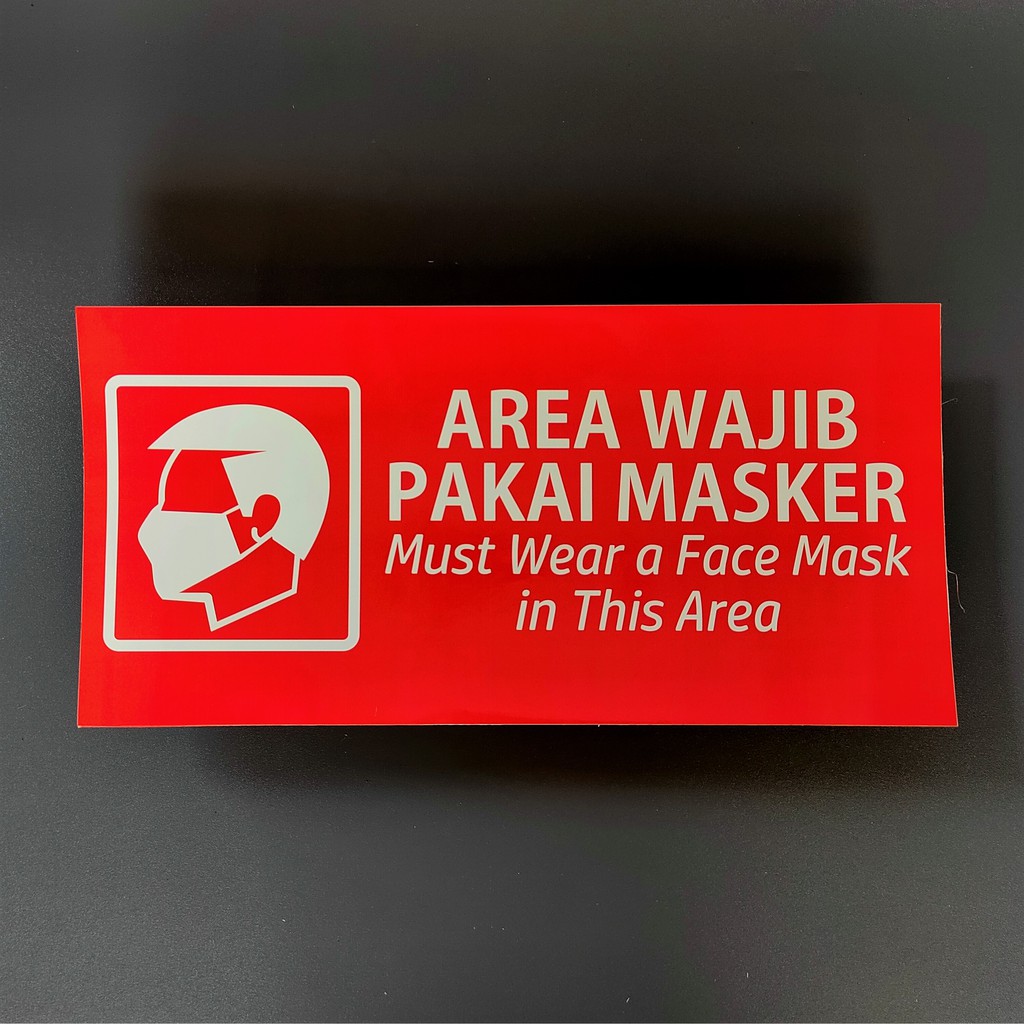 AREA WAJIB
PAKAI MASKER
Must Wear a Face Mask
in This Area